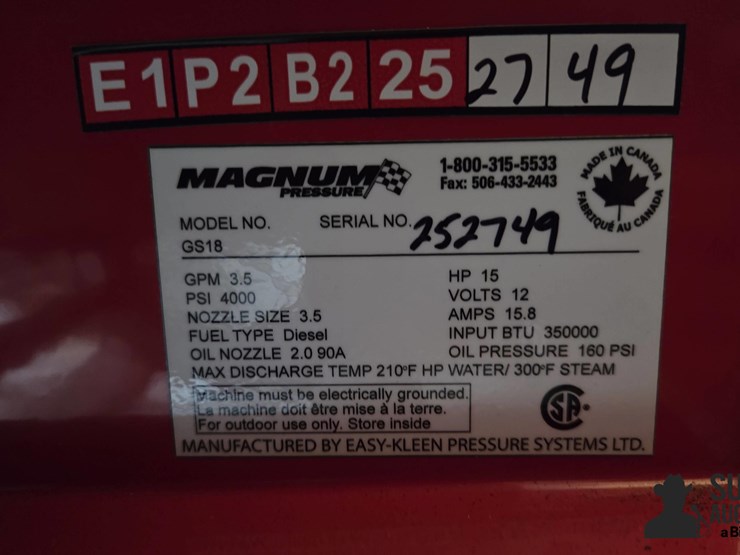 E1 P2 B2 25 27 49
MAGNUM PRESSURE
1-800-315-5533
Fax: 506-433-2443
MADE IN CANADA
FABRIQUÉ AU CANADA
MODEL NO. SERIAL NO. 252749
GS18
GPM 3.5 HP 15
PSI 4000 VOLTS 12
NOZZLE SIZE 3.5 AMPS 15.8
FUEL TYPE Diesel INPUT BTU 350000
OIL NOZZLE 2.0 90A OIL PRESSURE 160 PSI
MAX DISCHARGE TEMP 210°F HP WATER/ 300°F STEAM
Machine must be electrically grounded.
La machine doit être mise à la terre.
For outdoor use only. Store inside
SA
MANUFACTURED BY EASY-KLEEN PRESSURE SYSTEMS LTD.